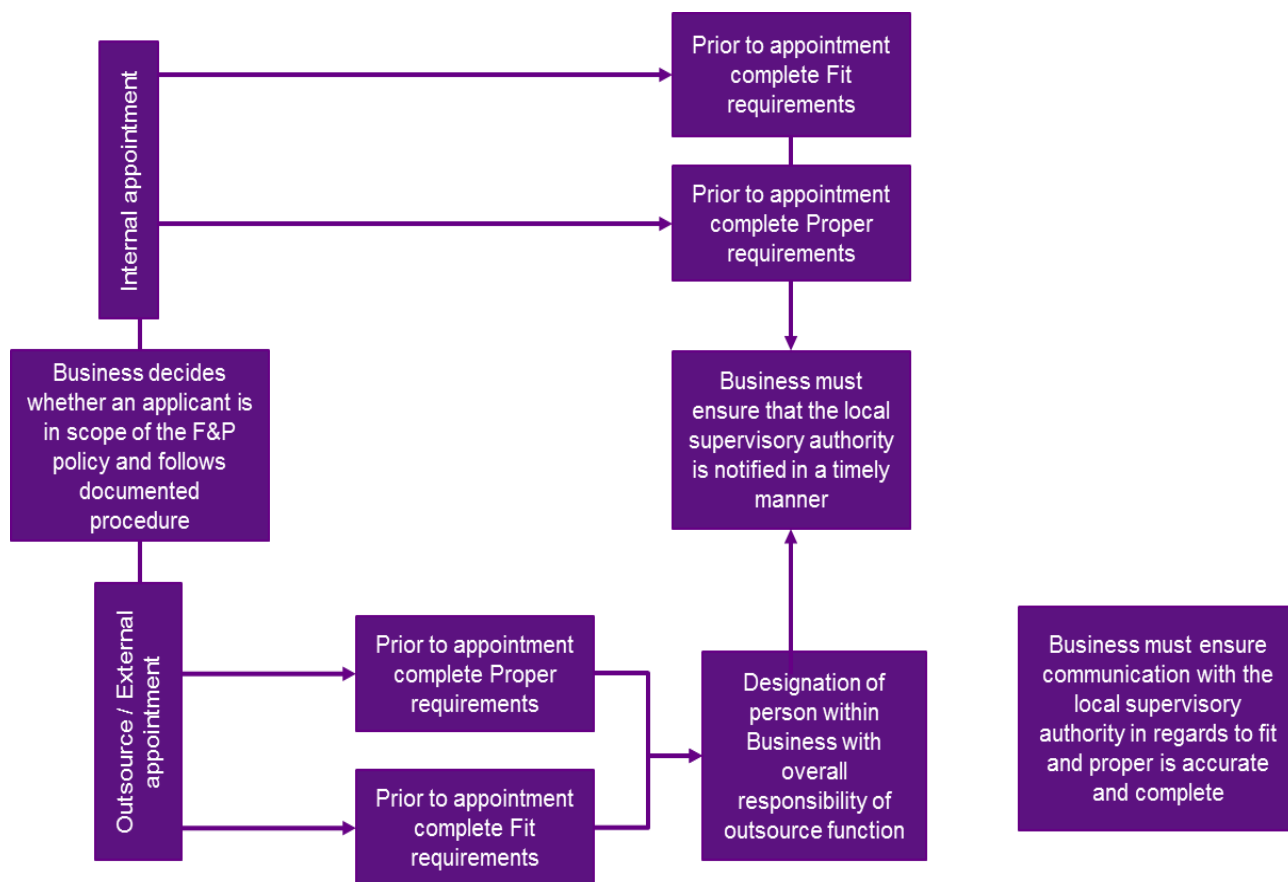 Internal appointment
Prior to appointment
complete Fit
requirements
Prior to appointment
complete Proper
requirements
Business decides
whether an applicant is
in scope of the F&P
policy and follows
documented
procedure
Business must
ensure that the local
supervisory authority
is notified in a timely
manner
Outsource / External
appointment
Prior to appointment
complete Proper
requirements
Prior to appointment
complete Fit
requirements
Designation of
person within
Business with
overall
responsibility of
outsource function
Business must ensure
communication with the
local supervisory
authority in regards to fit
and proper is accurate
and complete